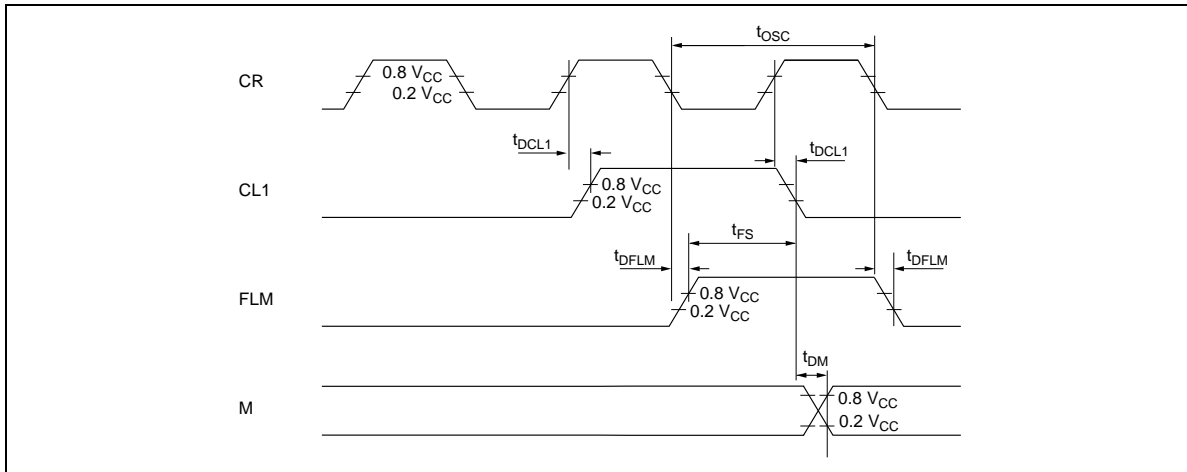 tOSC
CR
0.8 VCC
0.2 VCC
tDCL1
tDCL1
CL1
0.8 VCC
0.2 VCC
tFS
tDFLM
tDFLM
FLM
0.8 VCC
0.2 VCC
tDM
M
0.8 VCC
0.2 VCC